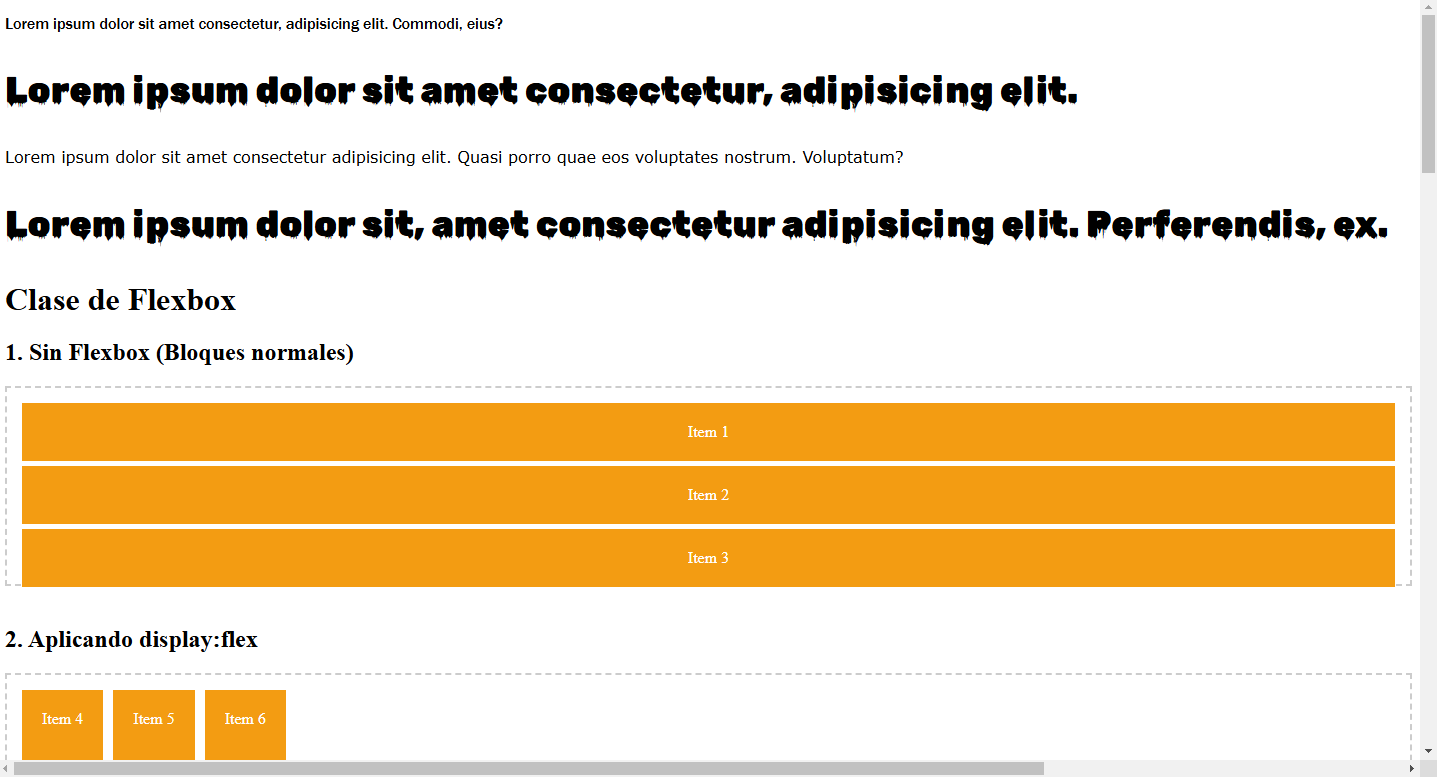 Lorem ipsum dolor sit amet consectetur, adipisicing elit. Commodi, eius?
Lorem ipsum dolor sit amet consectetur, adipisicing elit.
Lorem ipsum dolor sit amet consectetur adipisicing elit. Quasi porro quae eos voluptates nostrum. Voluptatum?
Lorem ipsum dolor sit, amet consectetur adipisicing elit. Perferendis, ex.
Clase de Flexbox
1. Sin Flexbox (Bloques normales)
Item 1
Item 2
Item 3
2. Aplicando display:flex
Item 4 Item 5 Item 6